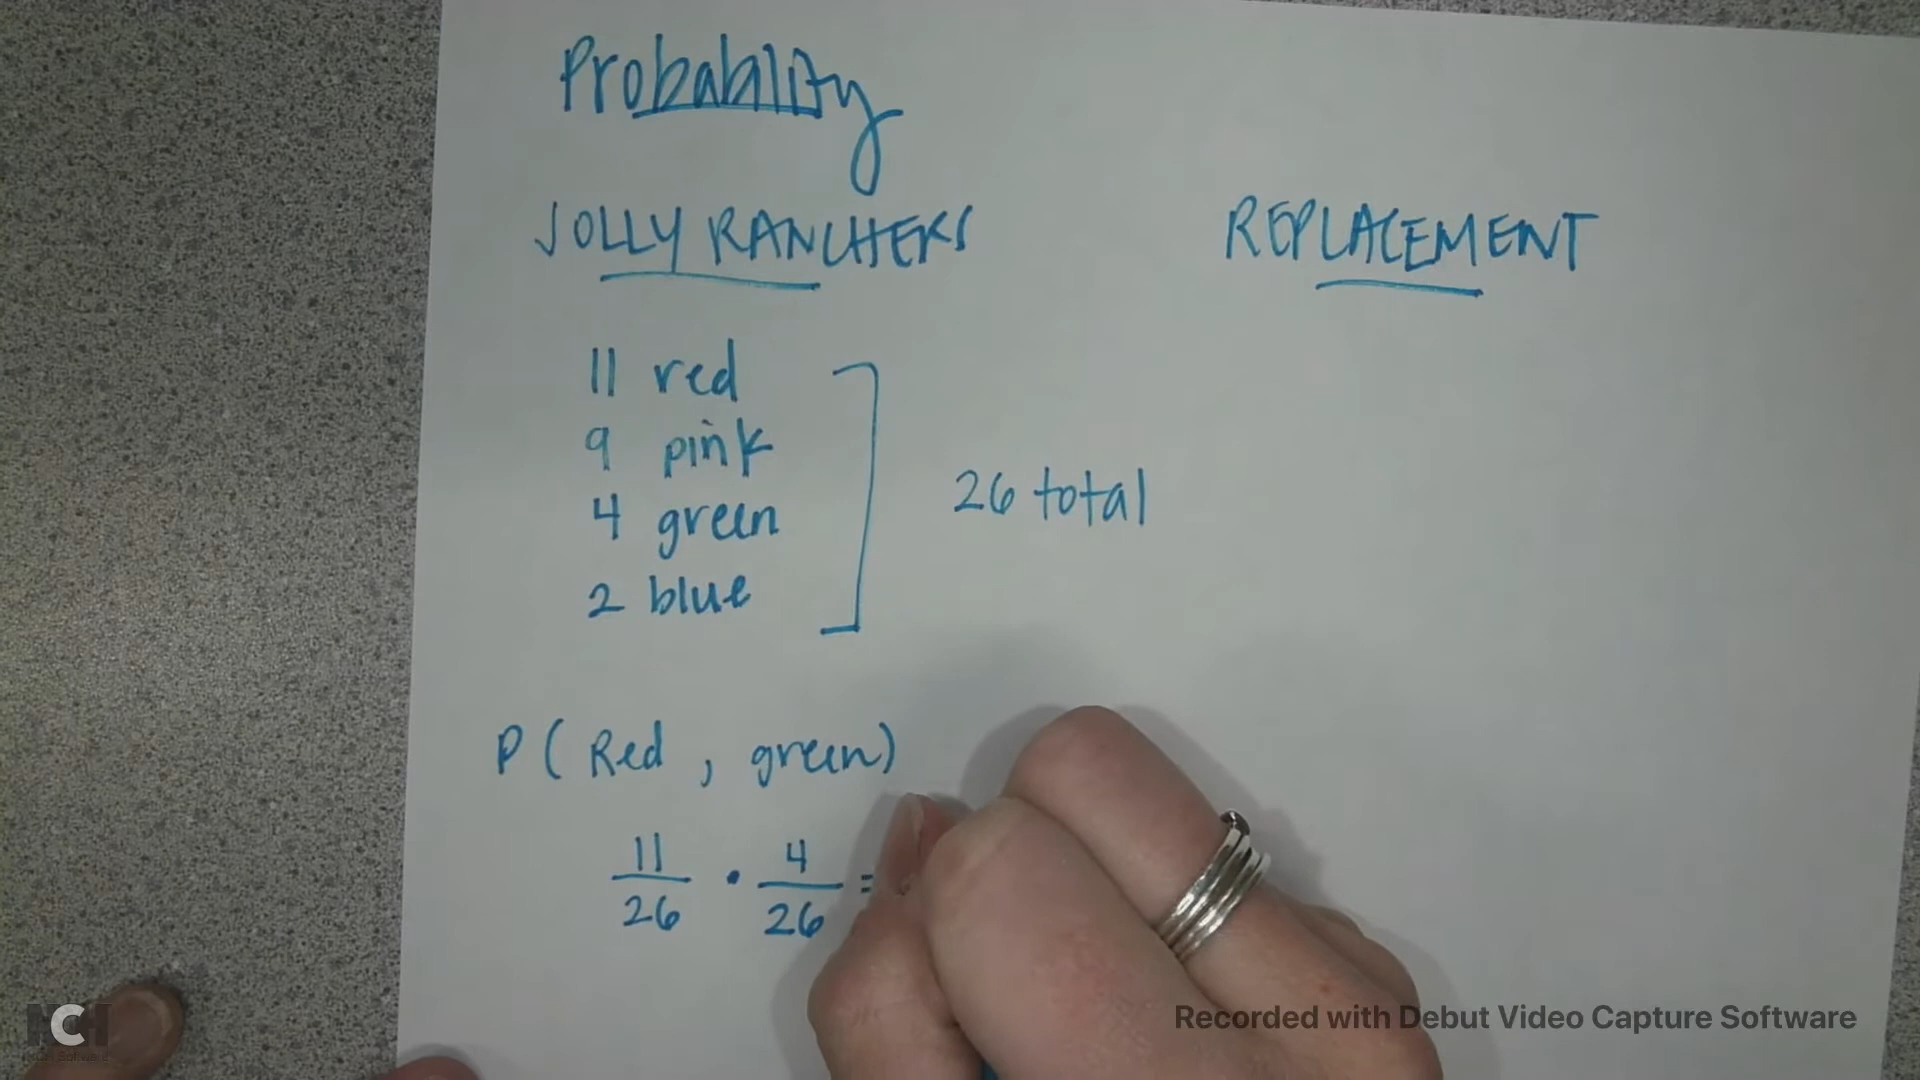 Probability
JOLLY RANCHERS
REPLACEMENT
11 red
9 pink
4 green
2 blue
26 total
P ( Red , green )
11/26 • 4/26 =
Recorded with Debut Video Capture Software
NCH